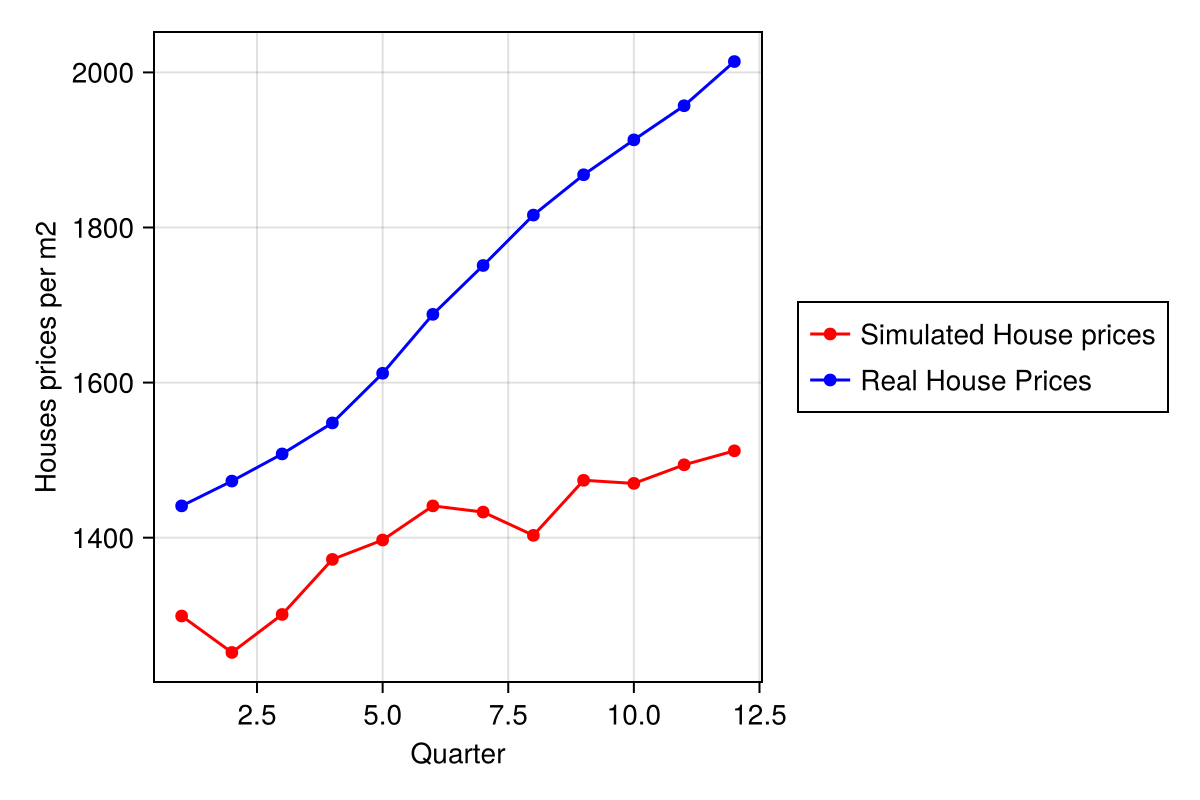 2000
1800
1600
1400
Houses prices per m2
2.5 5.0 7.5 10.0 12.5
Quarter
Simulated House prices
Real House Prices